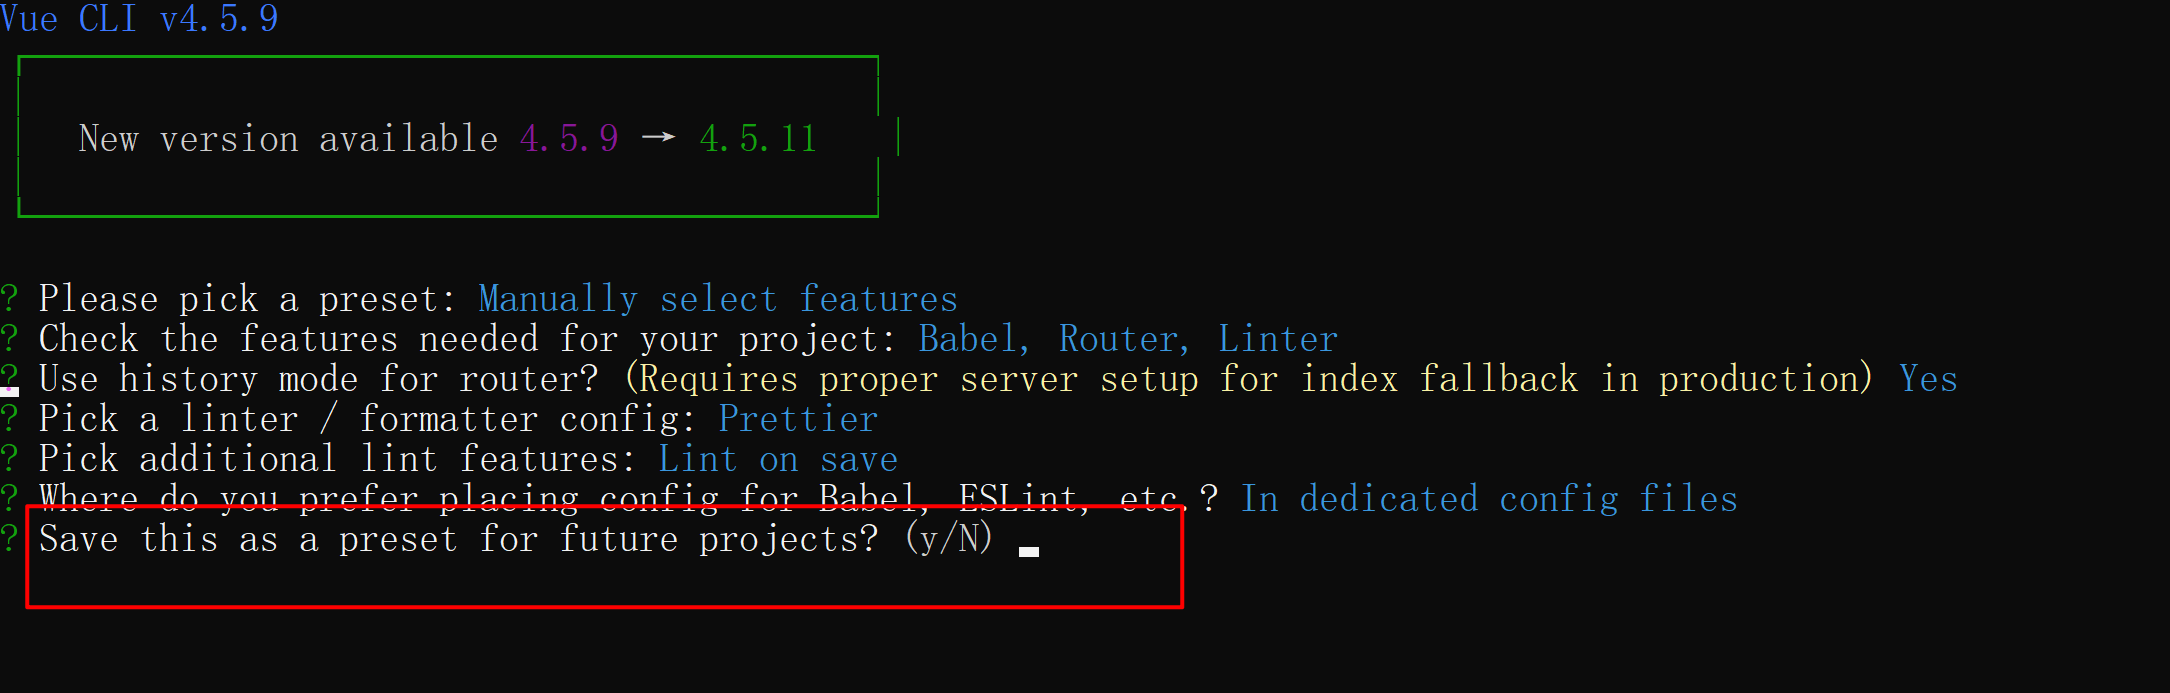 Vue CLI v4.5.9
New version available 4.5.9 → 4.5.11
? Please pick a preset: Manually select features
? Check the features needed for your project: Babel, Router, Linter
? Use history mode for router? (Requires proper server setup for index fallback in production) Yes
? Pick a linter / formatter config: Prettier
? Pick additional lint features: Lint on save
? Where do you prefer placing config for Babel, ESLint, etc.? In dedicated config files
? Save this as a preset for future projects? (y/N)